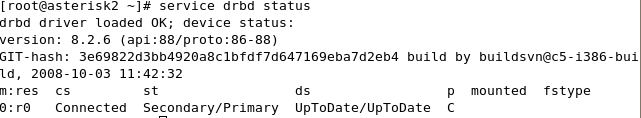 [root@asterisk2 ~]# service drbd status
drbd driver loaded OK; device status:
version: 8.2.6 (api:88/proto:86-88)
GIT-hash: 3e69822d3bb4920a8c1bfdf7d647169eba7d2eb4 build by buildsvn@c5-i386-bui
ld, 2008-10-03 11:42:32
m:res  cs         st                 ds                 p  mounted  fstype
0:r0   Connected  Secondary/Primary  UpToDate/UpToDate  C